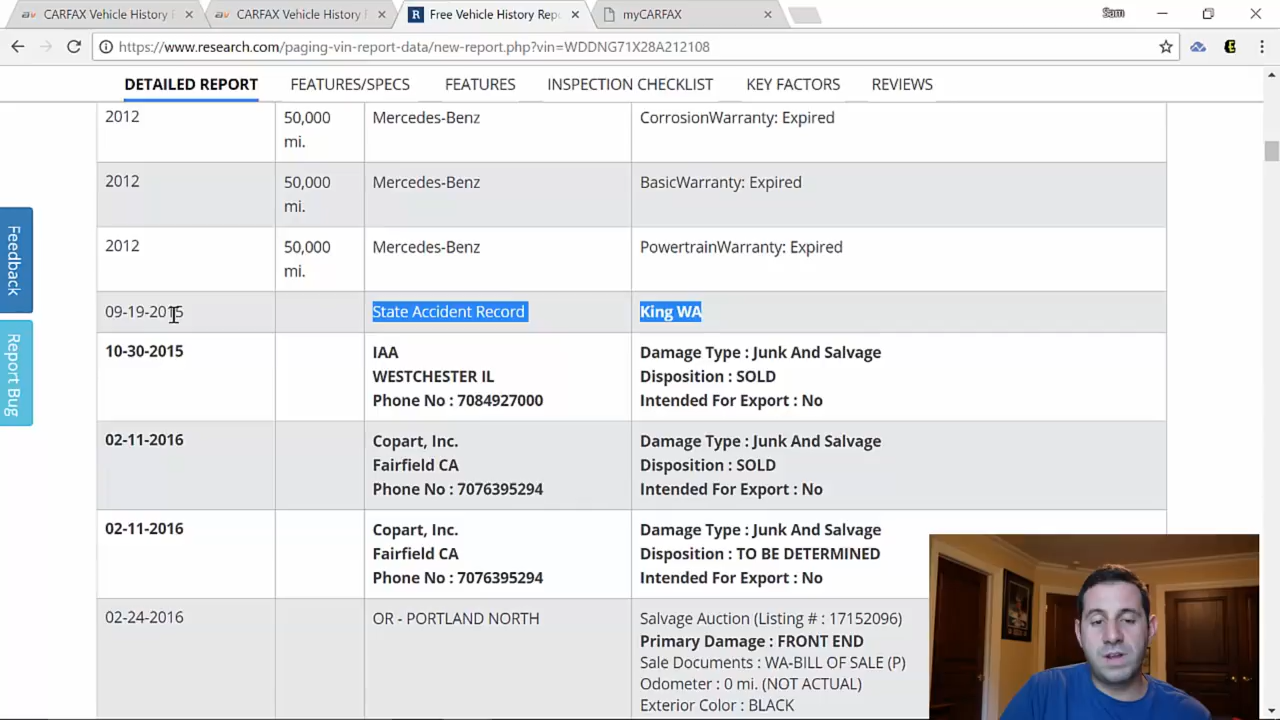 CARFAX Vehicle History F
CARFAX Vehicle History F
Free Vehicle History Repo
myCARFAX
Sam
https://www.research.com/paging-vin-report-data/new-report.php?vin=WDDNG71X28A212108
DETAILED REPORT
FEATURES/SPECS
FEATURES
INSPECTION CHECKLIST
KEY FACTORS
REVIEWS
2012
50,000
mi.
Mercedes-Benz
CorrosionWarranty: Expired
2012
50,000
mi.
Mercedes-Benz
BasicWarranty: Expired
2012
50,000
mi.
Mercedes-Benz
PowertrainWarranty: Expired
09-19-2015
State Accident Record
King WA
10-30-2015
IAA
WESTCHESTER IL
Phone No : 7084927000
Damage Type : Junk And Salvage
Disposition : SOLD
Intended For Export : No
02-11-2016
Copart, Inc.
Fairfield CA
Phone No : 7076395294
Damage Type : Junk And Salvage
Disposition : SOLD
Intended For Export : No
02-11-2016
Copart, Inc.
Fairfield CA
Phone No : 7076395294
Damage Type : Junk And Salvage
Disposition : TO BE DETERMINED
Intended For Export : No
02-24-2016
OR - PORTLAND NORTH
Salvage Auction (Listing # : 17152096)
Primary Damage : FRONT END
Sale Documents : WA-BILL OF SALE (P)
Odometer : 0 mi. (NOT ACTUAL)
Exterior Color : BLACK
Feedback
Report Bug